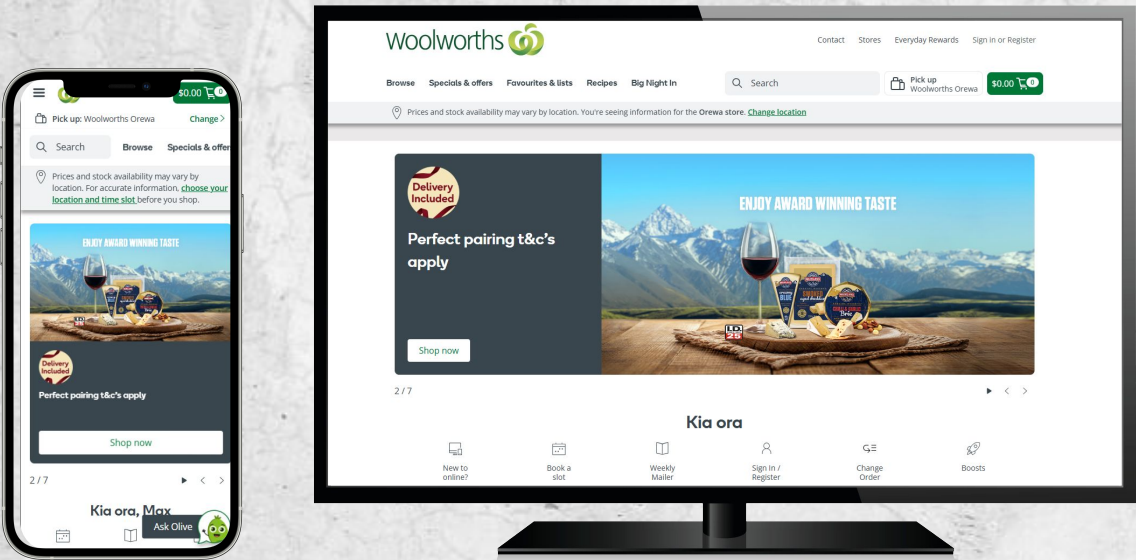 $0.00 0
Pick up: Woolworths Orewa Change
Search Browse Specials & offer
Prices and stock availability may vary by
location. For accurate information, choose your
location and time slot before you shop.
ENJOY AWARD WINNING TASTE
Delivery
Included
Perfect pairing t&c's apply
Shop now
2 / 7
Kia ora, Max
Ask Olive
Woolworths
Contact Stores Everyday Rewards Sign in or Register
Browse Specials & offers Favourites & lists Recipes Big Night In Search
Pick up
Woolworths Orewa
$0.00 0
Prices and stock availability may vary by location. You're seeing information for the Orewa store. Change location
Delivery
Included
Perfect pairing t&c's
apply
Shop now
ENJOY AWARD WINNING TASTE
BLUE
SMOKED
Brie
2 / 7
Kia ora
New to
online?
Book a
slot
Weekly
Mailer
Sign In /
Register
Change
Order
Boosts